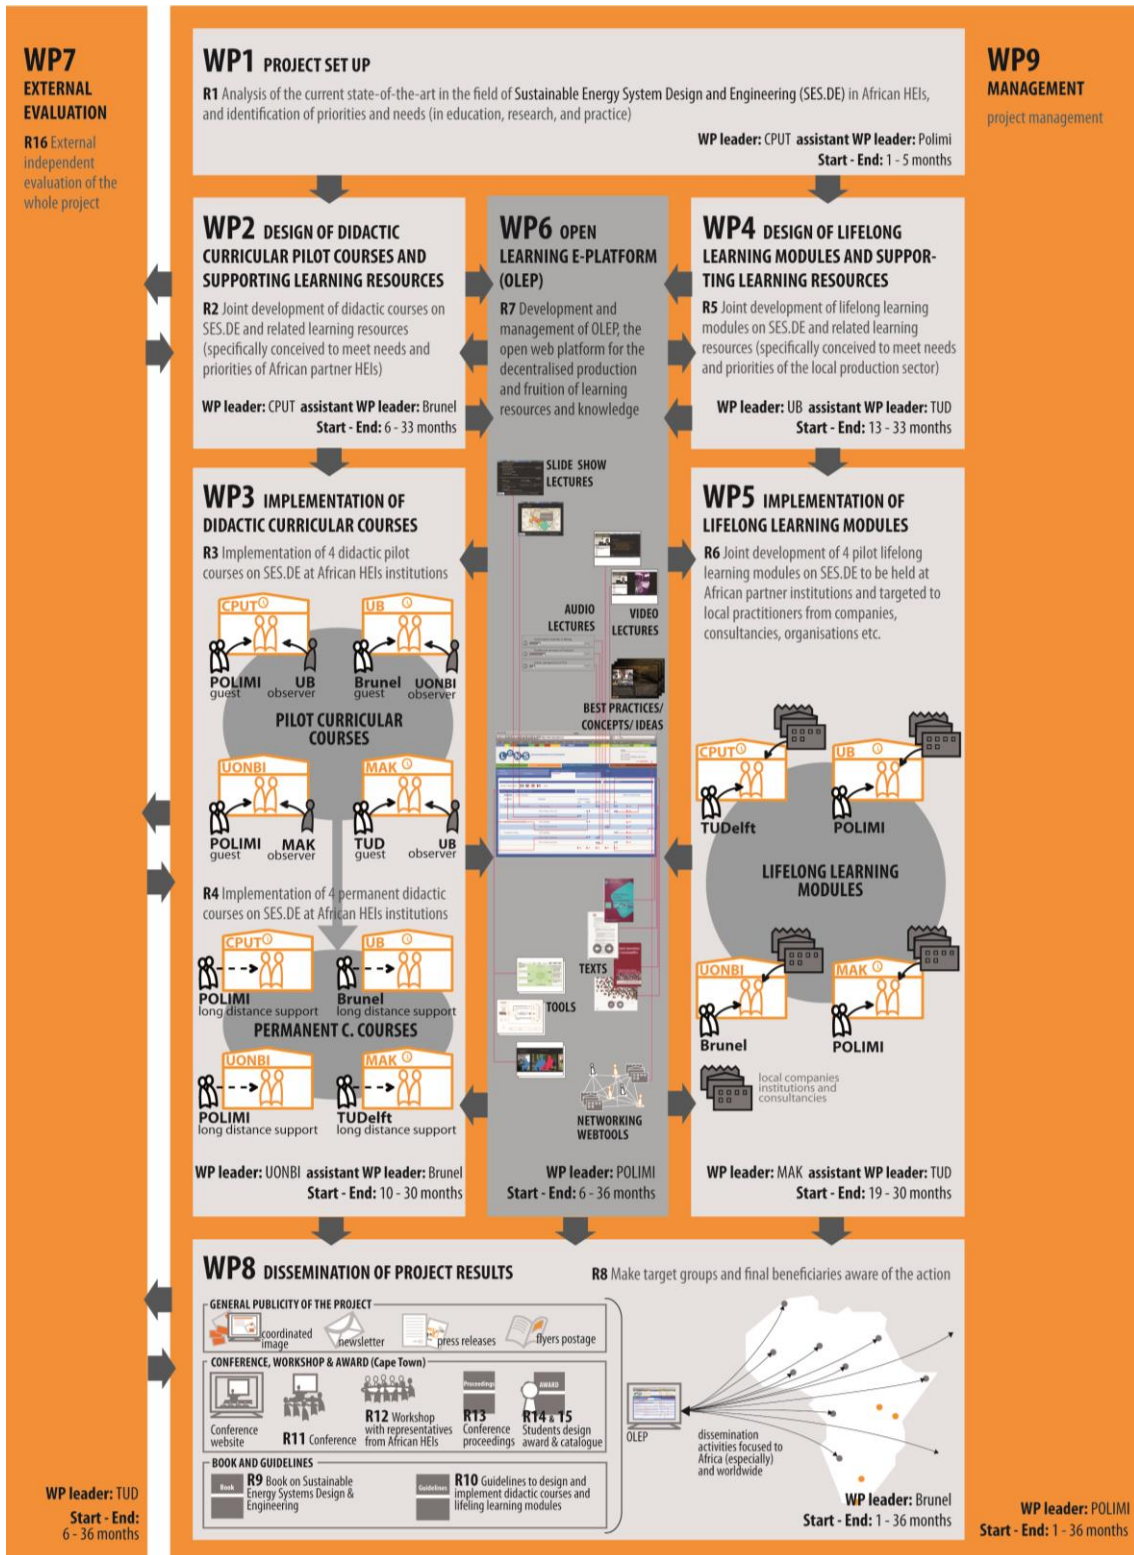 WP7
EXTERNAL
EVALUATION
R16 External
independent
evaluation of the
whole project
WP leader: TUD
Start - End:
6 - 36 months
WP1 PROJECT SET UP
R1 Analysis of the current state-of-the-art in the field of Sustainable Energy System Design and Engineering (SES.DE) in African HEIs,
and identification of priorities and needs (in education, research, and practice)
WP leader: CPUT assistant WP leader: Polimi
Start - End: 1 - 5 months
WP9
MANAGEMENT
project management
WP leader: POLIMI
Start - End: 1 - 36 months
WP2 DESIGN OF DIDACTIC
CURRICULAR PILOT COURSES AND
SUPPORTING LEARNING RESOURCES
R2 Joint development of didactic courses on
SES.DE and related learning resources
(specifically conceived to meet needs and
priorities of African partner HEIs)
WP leader: CPUT assistant WP leader: Brunel
Start - End: 6 - 33 months
WP6 OPEN
LEARNING E-PLATFORM
(OLEP)
R7 Development and
management of OLEP, the
open web platform for the
decentralised production
and fruition of learning
resources and knowledge
SLIDE SHOW
LECTURES
AUDIO
LECTURES
VIDEO
LECTURES
BEST PRACTICES/
CONCEPTS/ IDEAS
TEXTS
TOOLS
NETWORKING
WEBTOOLS
WP leader: POLIMI
Start - End: 6 - 36 months
WP4 DESIGN OF LIFELONG
LEARNING MODULES AND SUPPOR-
TING LEARNING RESOURCES
R5 Joint development of lifelong learning
modules on SES.DE and related learning
resources (specifically conceived to meet needs
and priorities of the local production sector)
WP leader: UB assistant WP leader: TUD
Start - End: 13 - 33 months
WP3 IMPLEMENTATION OF
DIDACTIC CURRICULAR COURSES
R3 Implementation of 4 didactic pilot
courses on SES.DE at African HEIs institutions
CPUT
UB
POLIMI
guest
UB
observer
Brunel
guest
UONBI
observer
PILOT CURRICULAR
COURSES
UONBI
MAK
POLIMI
guest
MAK
observer
TUD
guest
UB
observer
R4 Implementation of 4 permanent didactic
courses on SES.DE at African HEIs institutions
CPUT
UB
POLIMI
long distance support
Brunel
long distance support
PERMANENT C. COURSES
UONBI
MAK
POLIMI
long distance support
TUDelft
long distance support
WP leader: UONBI assistant WP leader: Brunel
Start - End: 10 - 30 months
WP5 IMPLEMENTATION OF
LIFELONG LEARNING MODULES
R6 Joint development of 4 pilot lifelong
learning modules on SES.DE to be held at
African partner institutions and targeted to
local practitioners from companies,
consultancies, organisations etc.
CPUT
UB
TUDelft
POLIMI
LIFELONG LEARNING
MODULES
UONBI
MAK
Brunel
POLIMI
local companies
institutions and
consultancies
WP leader: MAK assistant WP leader: TUD
Start - End: 19 - 30 months
WP8 DISSEMINATION OF PROJECT RESULTS
R8 Make target groups and final beneficiaries aware of the action
GENERAL PUBLICITY OF THE PROJECT
coordinated
image
newsletter
press releases
flyers postage
CONFERENCE, WORKSHOP & AWARD (Cape Town)
Conference
website
R11 Conference
R12 Workshop
with representatives
from African HEIs
Proceedings
R13
Conference
proceedings
AWARD
R14 & 15
Students design
award & catalogue
BOOK AND GUIDELINES
Book
R9 Book on Sustainable
Energy Systems Design &
Engineering
Guidelines
R10 Guidelines to design and
implement didactic courses and
lifeling learning modules
OLEP
dissemination
activities focused to
Africa (especially)
and worldwide
WP leader: Brunel
Start - End: 1 - 36 months